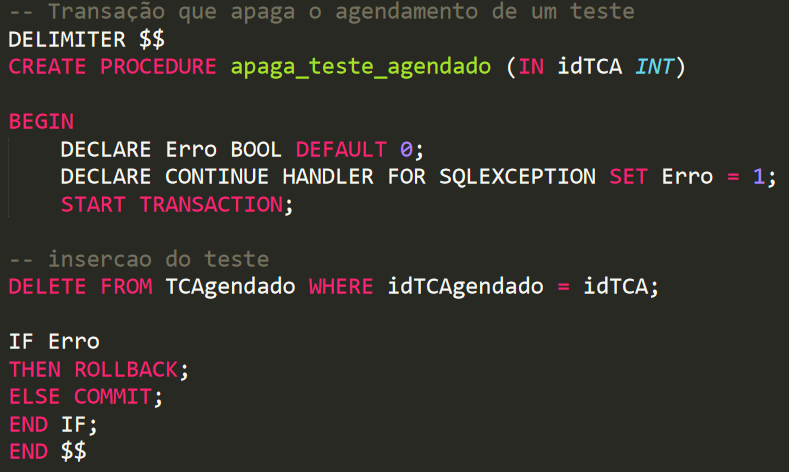 -- Transação que apaga o agendamento de um teste
DELIMITER $$
CREATE PROCEDURE apaga_teste_agendado (IN idTCA INT)
BEGIN
DECLARE Erro BOOL DEFAULT 0;
DECLARE CONTINUE HANDLER FOR SQLEXCEPTION SET Erro = 1;
START TRANSACTION;
-- insercao do teste
DELETE FROM TCAgendado WHERE idTCAgendado = idTCA;
IF Erro
THEN ROLLBACK;
ELSE COMMIT;
END IF;
END $$